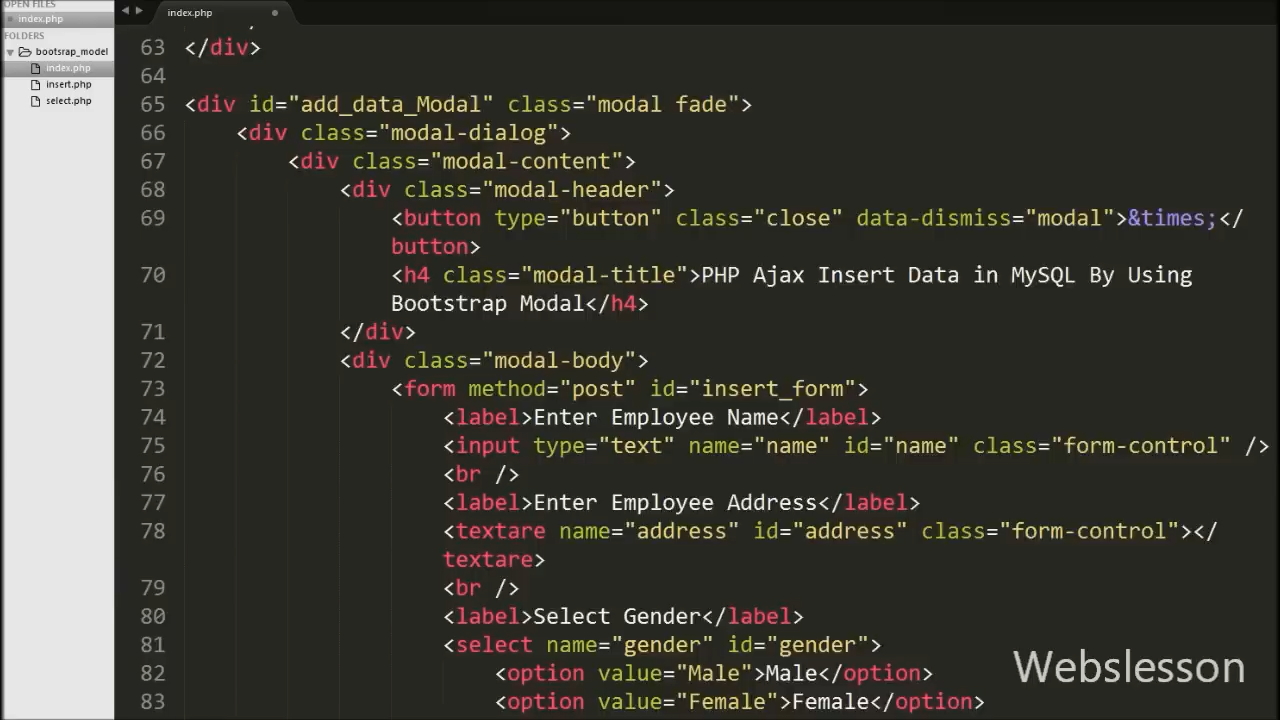 OPEN FILES
index.php
FOLDERS
bootsrap_model
index.php
insert.php
select.php
index.php
63 </div>
64
65 <div id="add_data_Modal" class="modal fade">
66 <div class="modal-dialog">
67 <div class="modal-content">
68 <div class="modal-header">
69 <button type="button" class="close" data-dismiss="modal">&times;</
button>
70 <h4 class="modal-title">PHP Ajax Insert Data in MySQL By Using
Bootstrap Modal</h4>
71 </div>
72 <div class="modal-body">
73 <form method="post" id="insert_form">
74 <label>Enter Employee Name</label>
75 <input type="text" name="name" id="name" class="form-control" />
76 <br />
77 <label>Enter Employee Address</label>
78 <textare name="address" id="address" class="form-control"></
textare>
79 <br />
80 <label>Select Gender</label>
81 <select name="gender" id="gender">
82 <option value="Male">Male</option>
83 <option value="Female">Female</option>
Webslesson